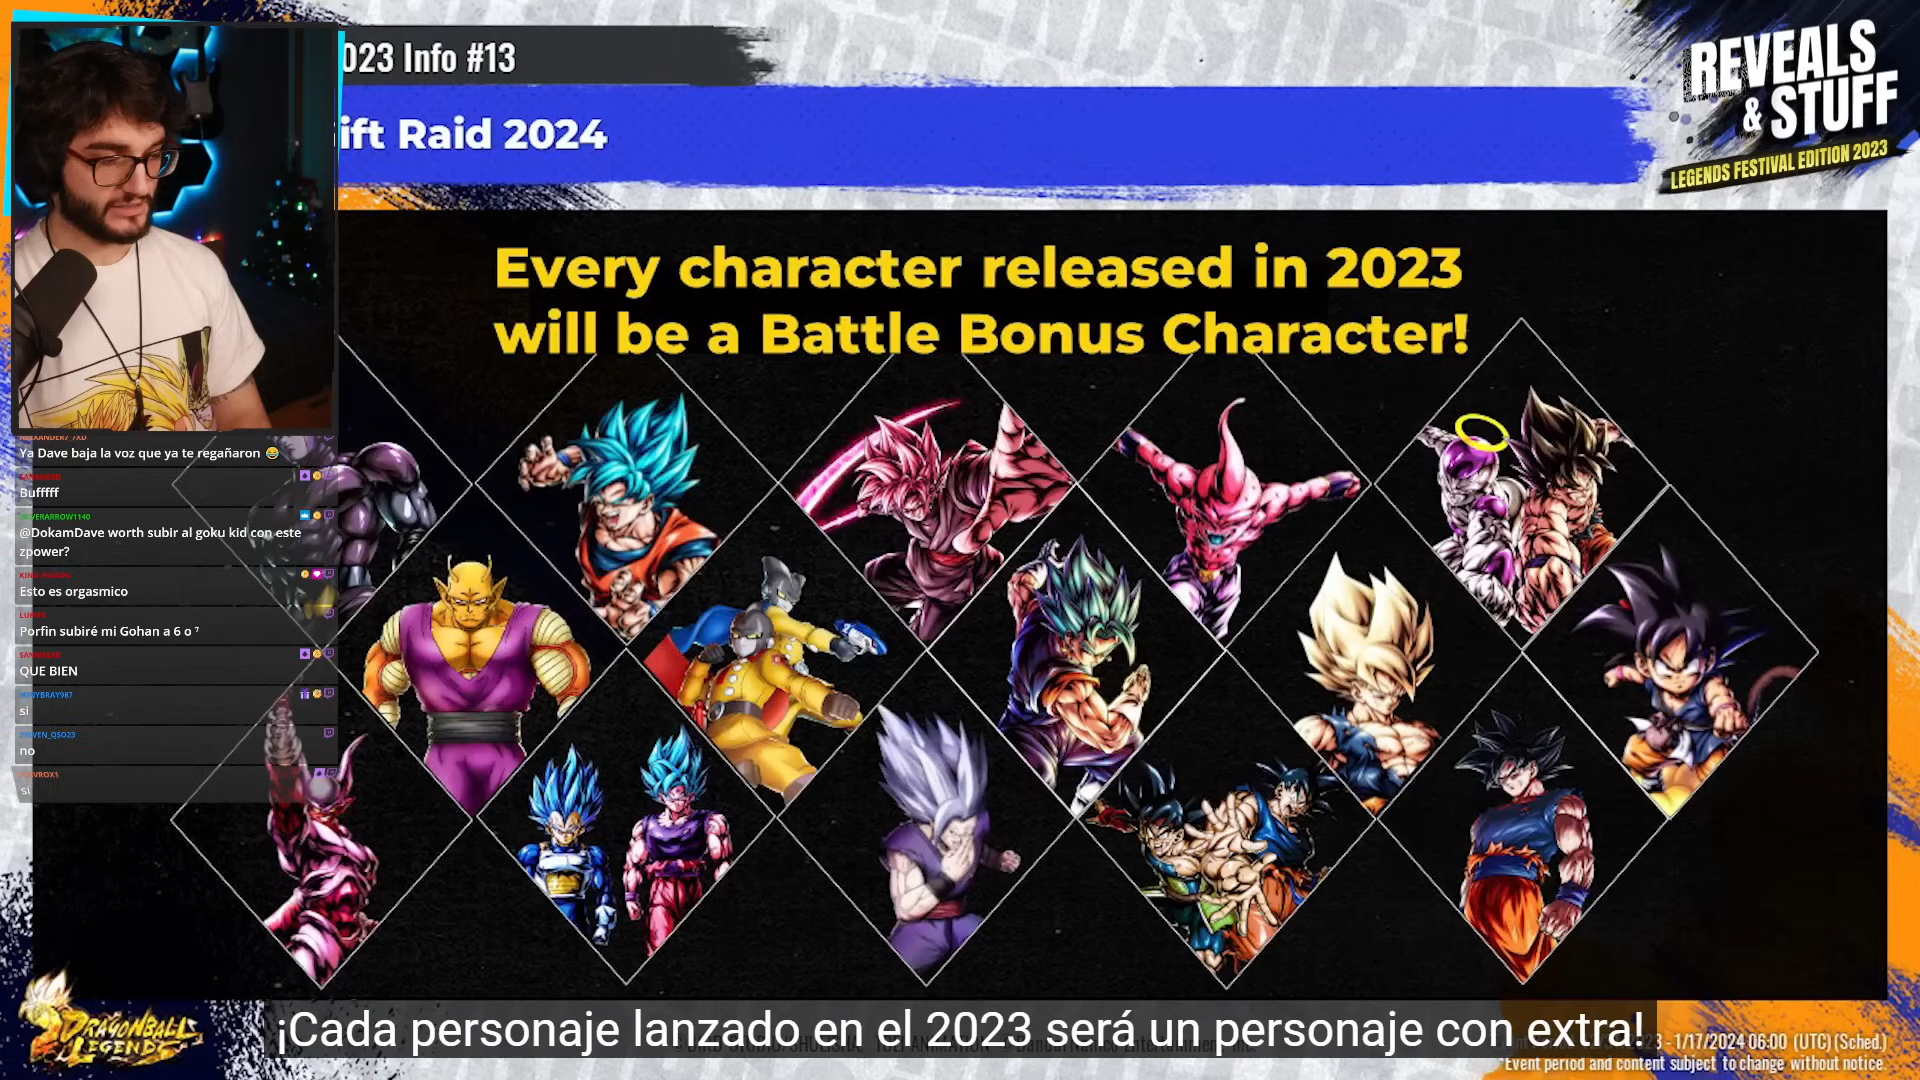 023 Info #13
ift Raid 2024
REVEALS
& STUFF
LEGENDS FESTIVAL EDITION 2023
Every character released in 2023
will be a Battle Bonus Character!
Ya Dave baja la voz que ya te regañaron 😂
Bufffff
@DokamDave worth subir al goku kid con este
zpower?
Esto es orgasmico
Porfin subiré mi Gohan a 6 o ⁷
QUE BIEN
si
no
si
DRAGONBALL
LEGENDS
¡Cada personaje lanzado en el 2023 será un personaje con extra!
3 - 1/17/2024 06:00 (UTC) (Sched.)
*Event period and content subject to change without notice.